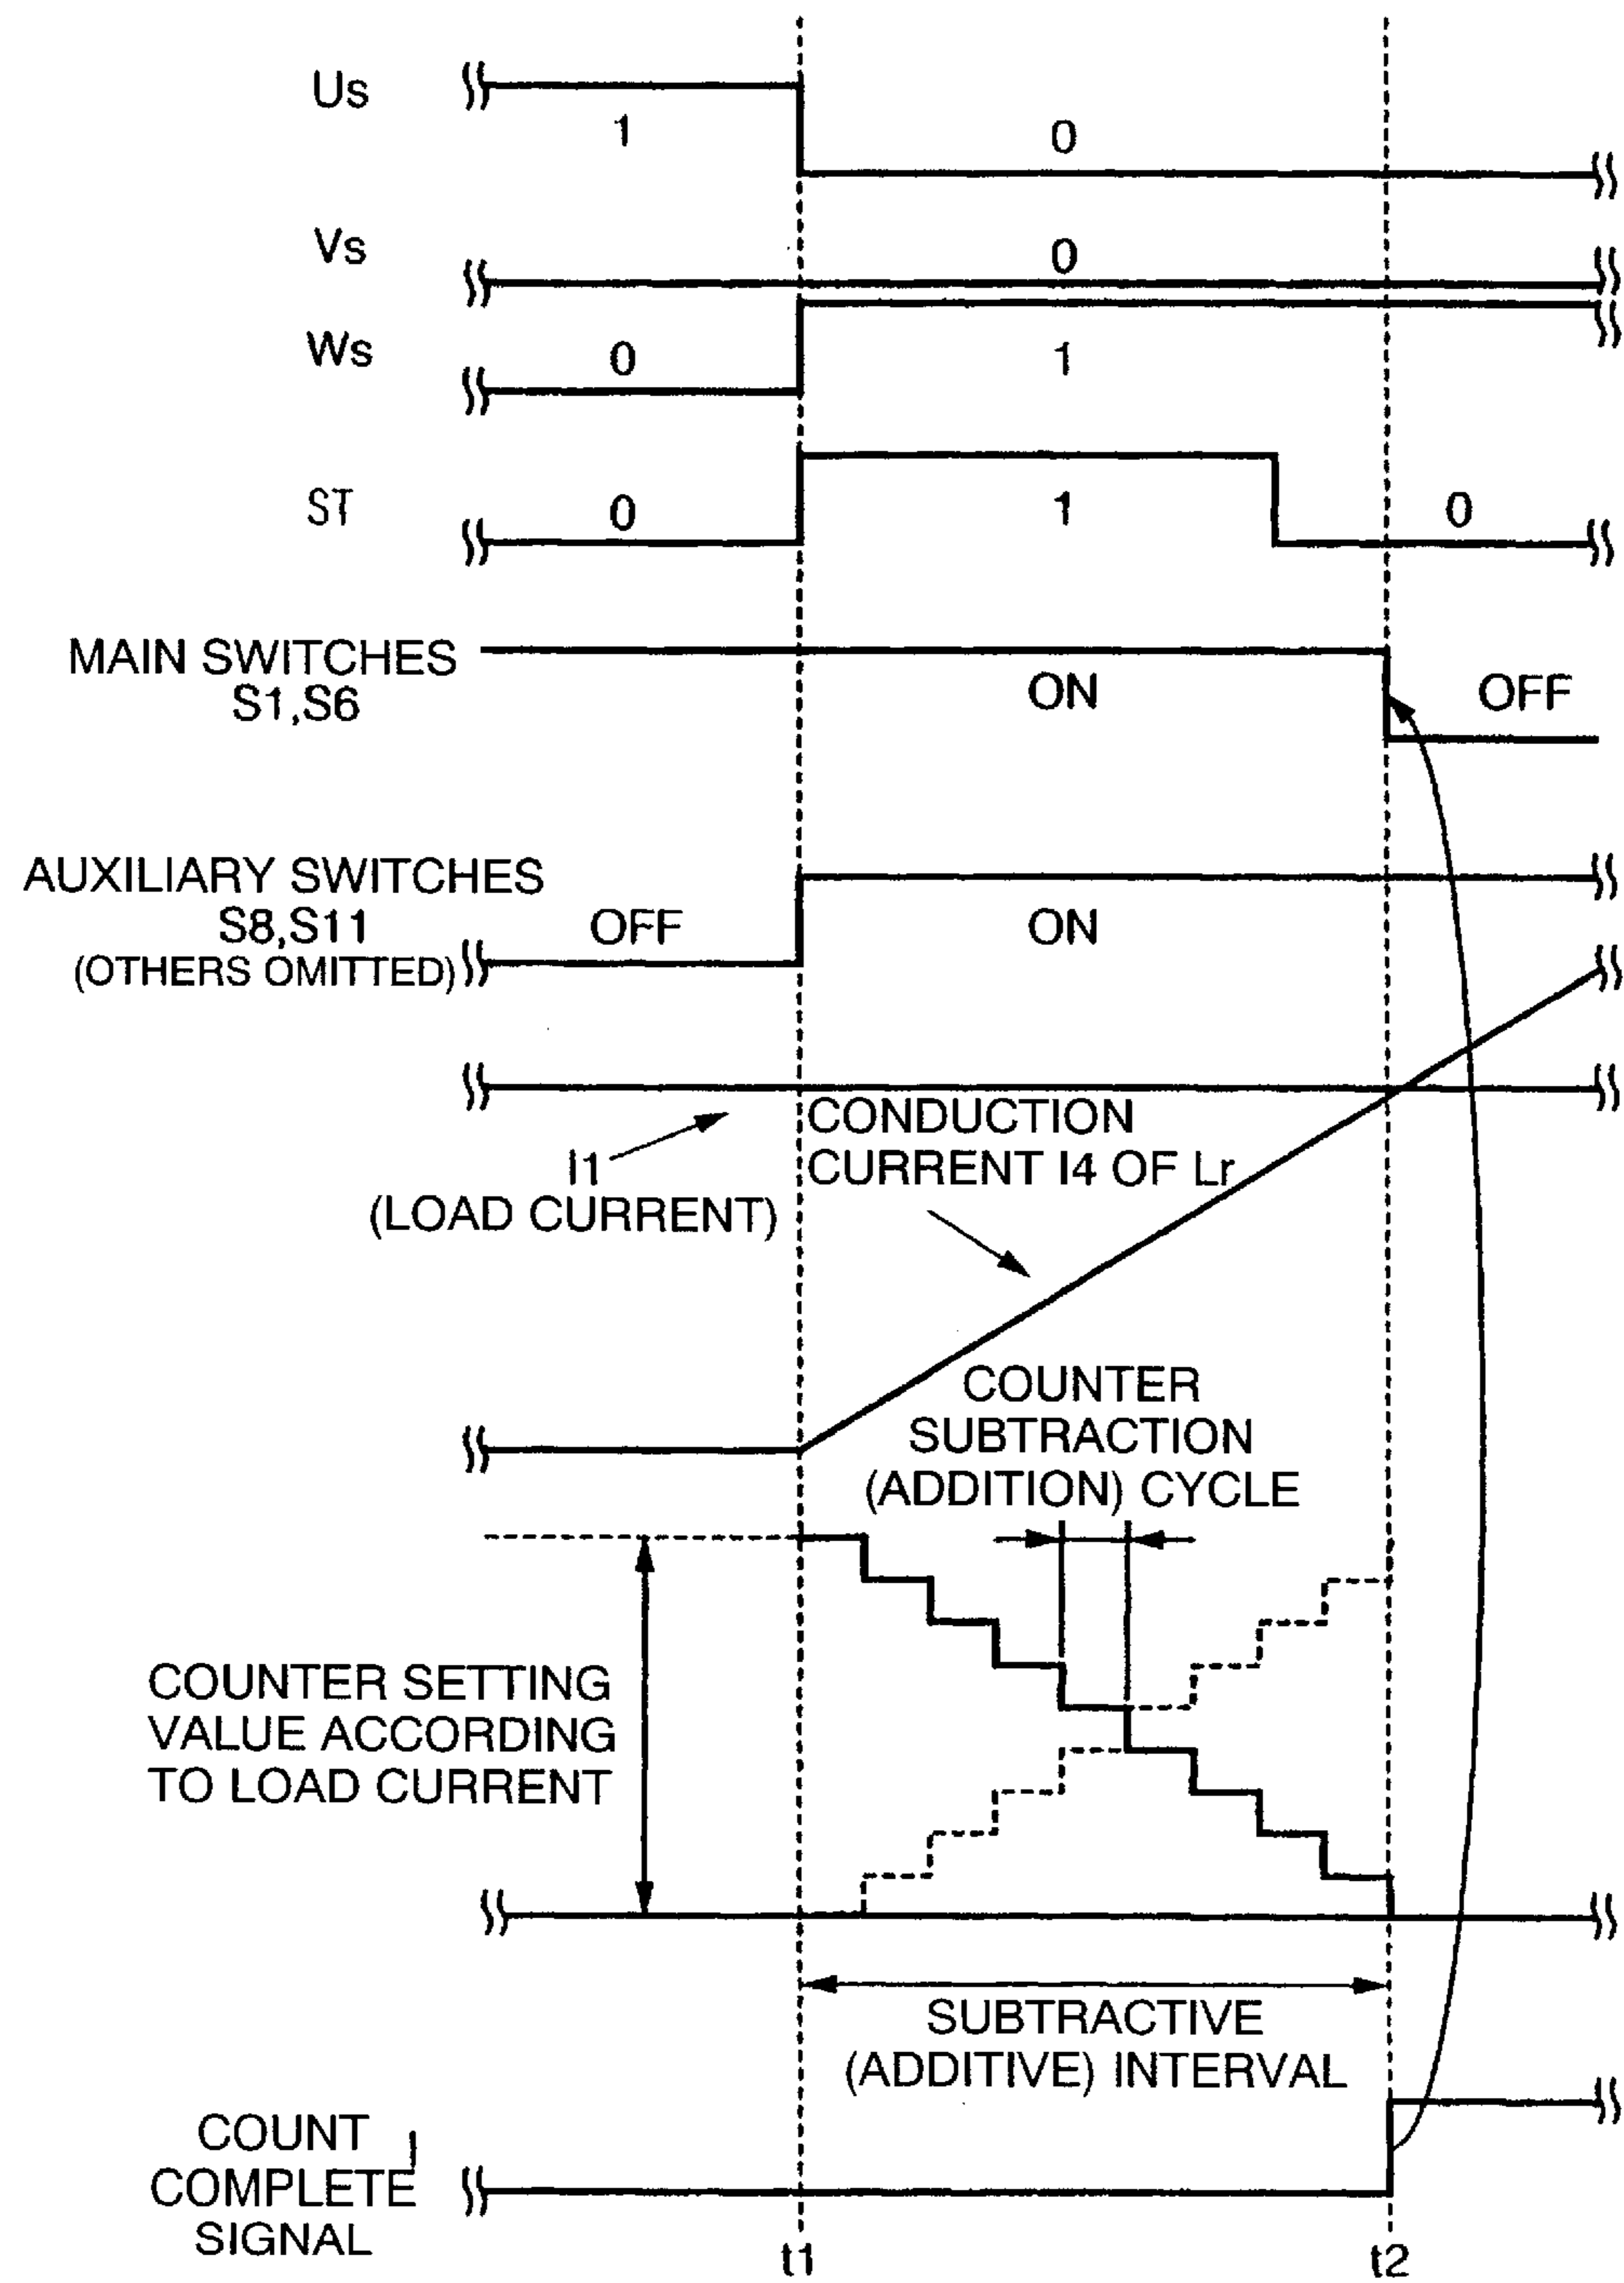 Us
1
0
Vs
0
Ws
0
1
ST
0
1
0
MAIN SWITCHES
S1,S6
ON
OFF
AUXILIARY SWITCHES
S8,S11
(OTHERS OMITTED)
OFF
ON
I1
(LOAD CURRENT)
CONDUCTION
CURRENT I4 OF Lr
COUNTER
SUBTRACTION
(ADDITION) CYCLE
COUNTER SETTING
VALUE ACCORDING
TO LOAD CURRENT
SUBTRACTIVE
(ADDITIVE) INTERVAL
COUNT
COMPLETE
SIGNAL
t1
t2